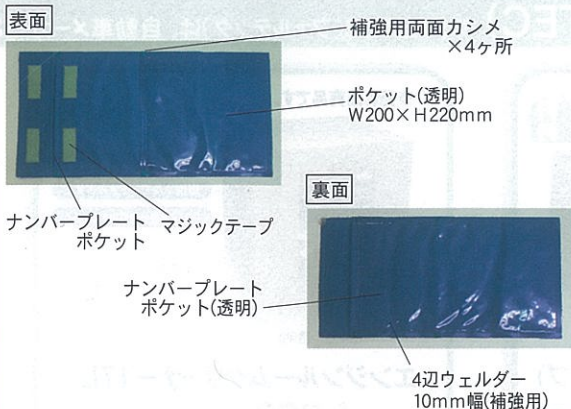 表面
補強用両面カシメ
×4ヶ所
ポケット(透明)
W200×H220mm
ナンバープレート
ポケット
マジックテープ
裏面
ナンバープレート
ポケット(透明)
4辺ウェルダー
10mm幅(補強用)